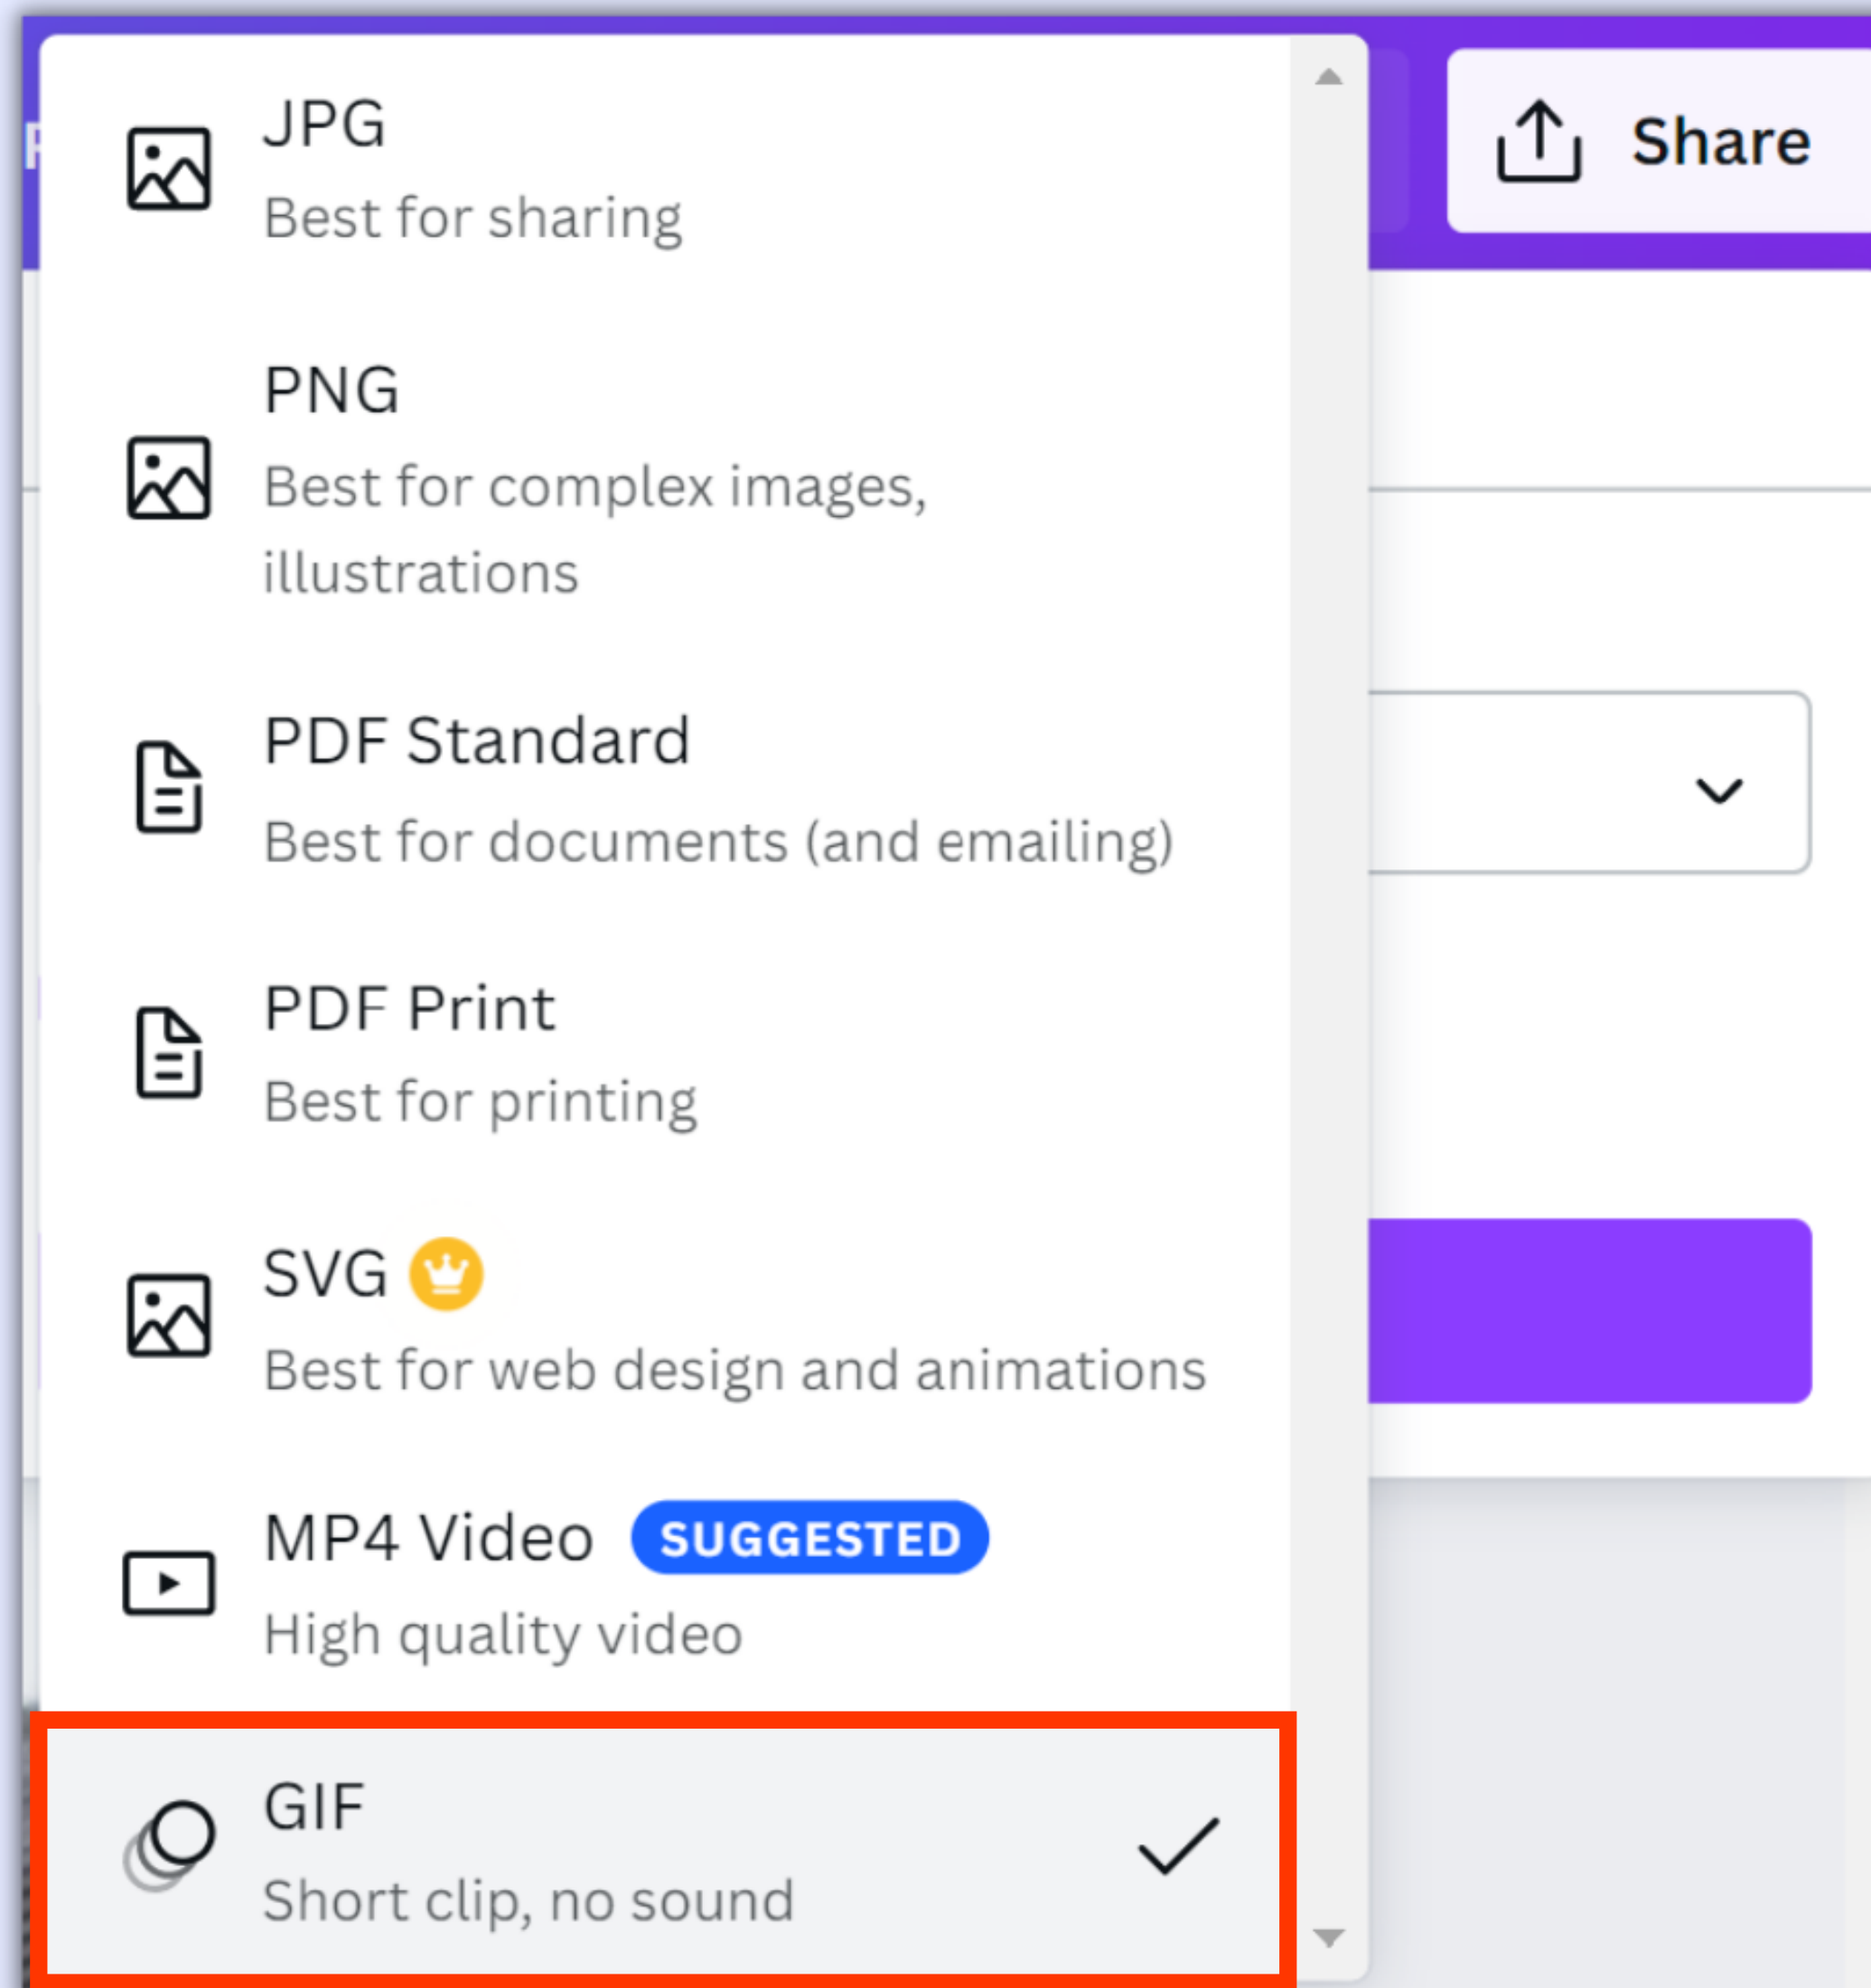 JPG
Best for sharing
Share
PNG
Best for complex images,
illustrations
PDF Standard
Best for documents (and emailing)
PDF Print
Best for printing
SVG
Best for web design and animations
MP4 Video SUGGESTED
High quality video
GIF
Short clip, no sound